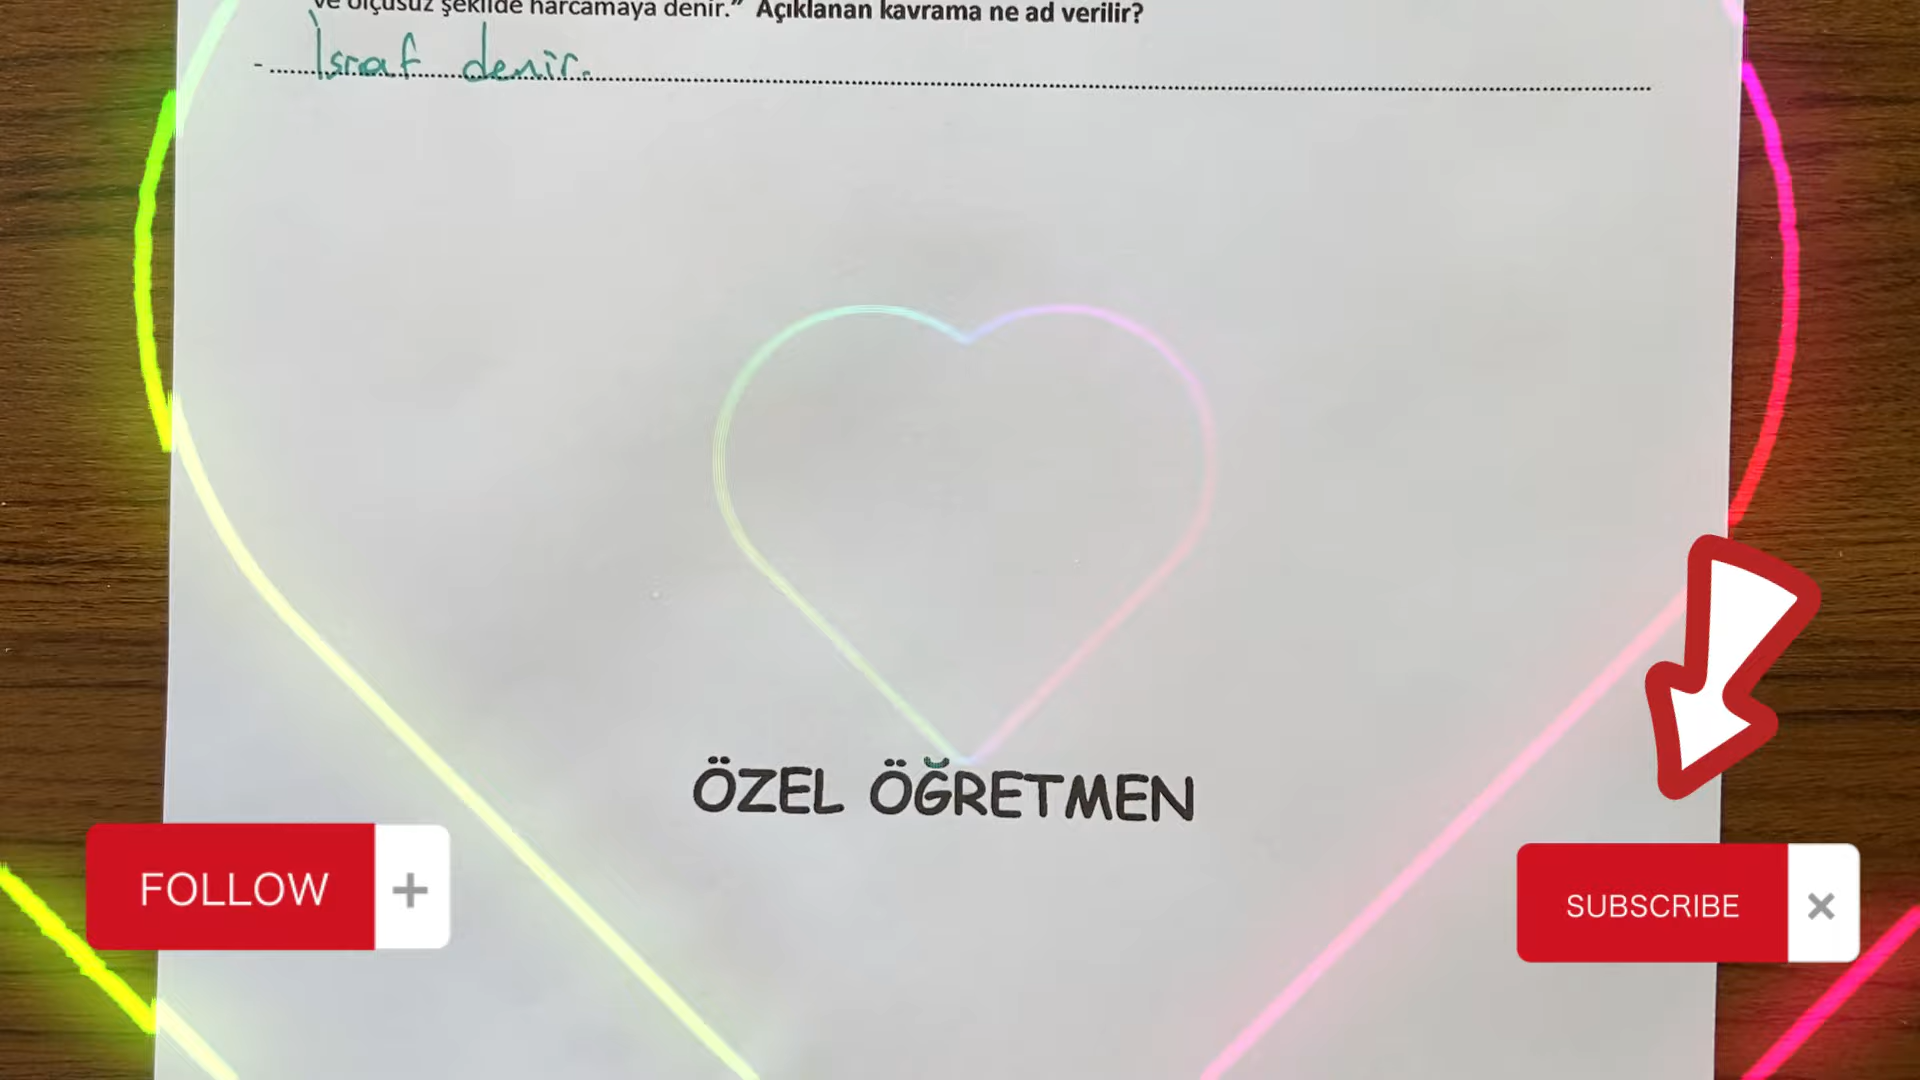 ve ölçüsüz şekilde harcamaya denir.” Açıklanan kavrama ne ad verilir?
- İsraf denir.
ÖZEL ÖĞRETMEN
FOLLOW +
SUBSCRIBE ×